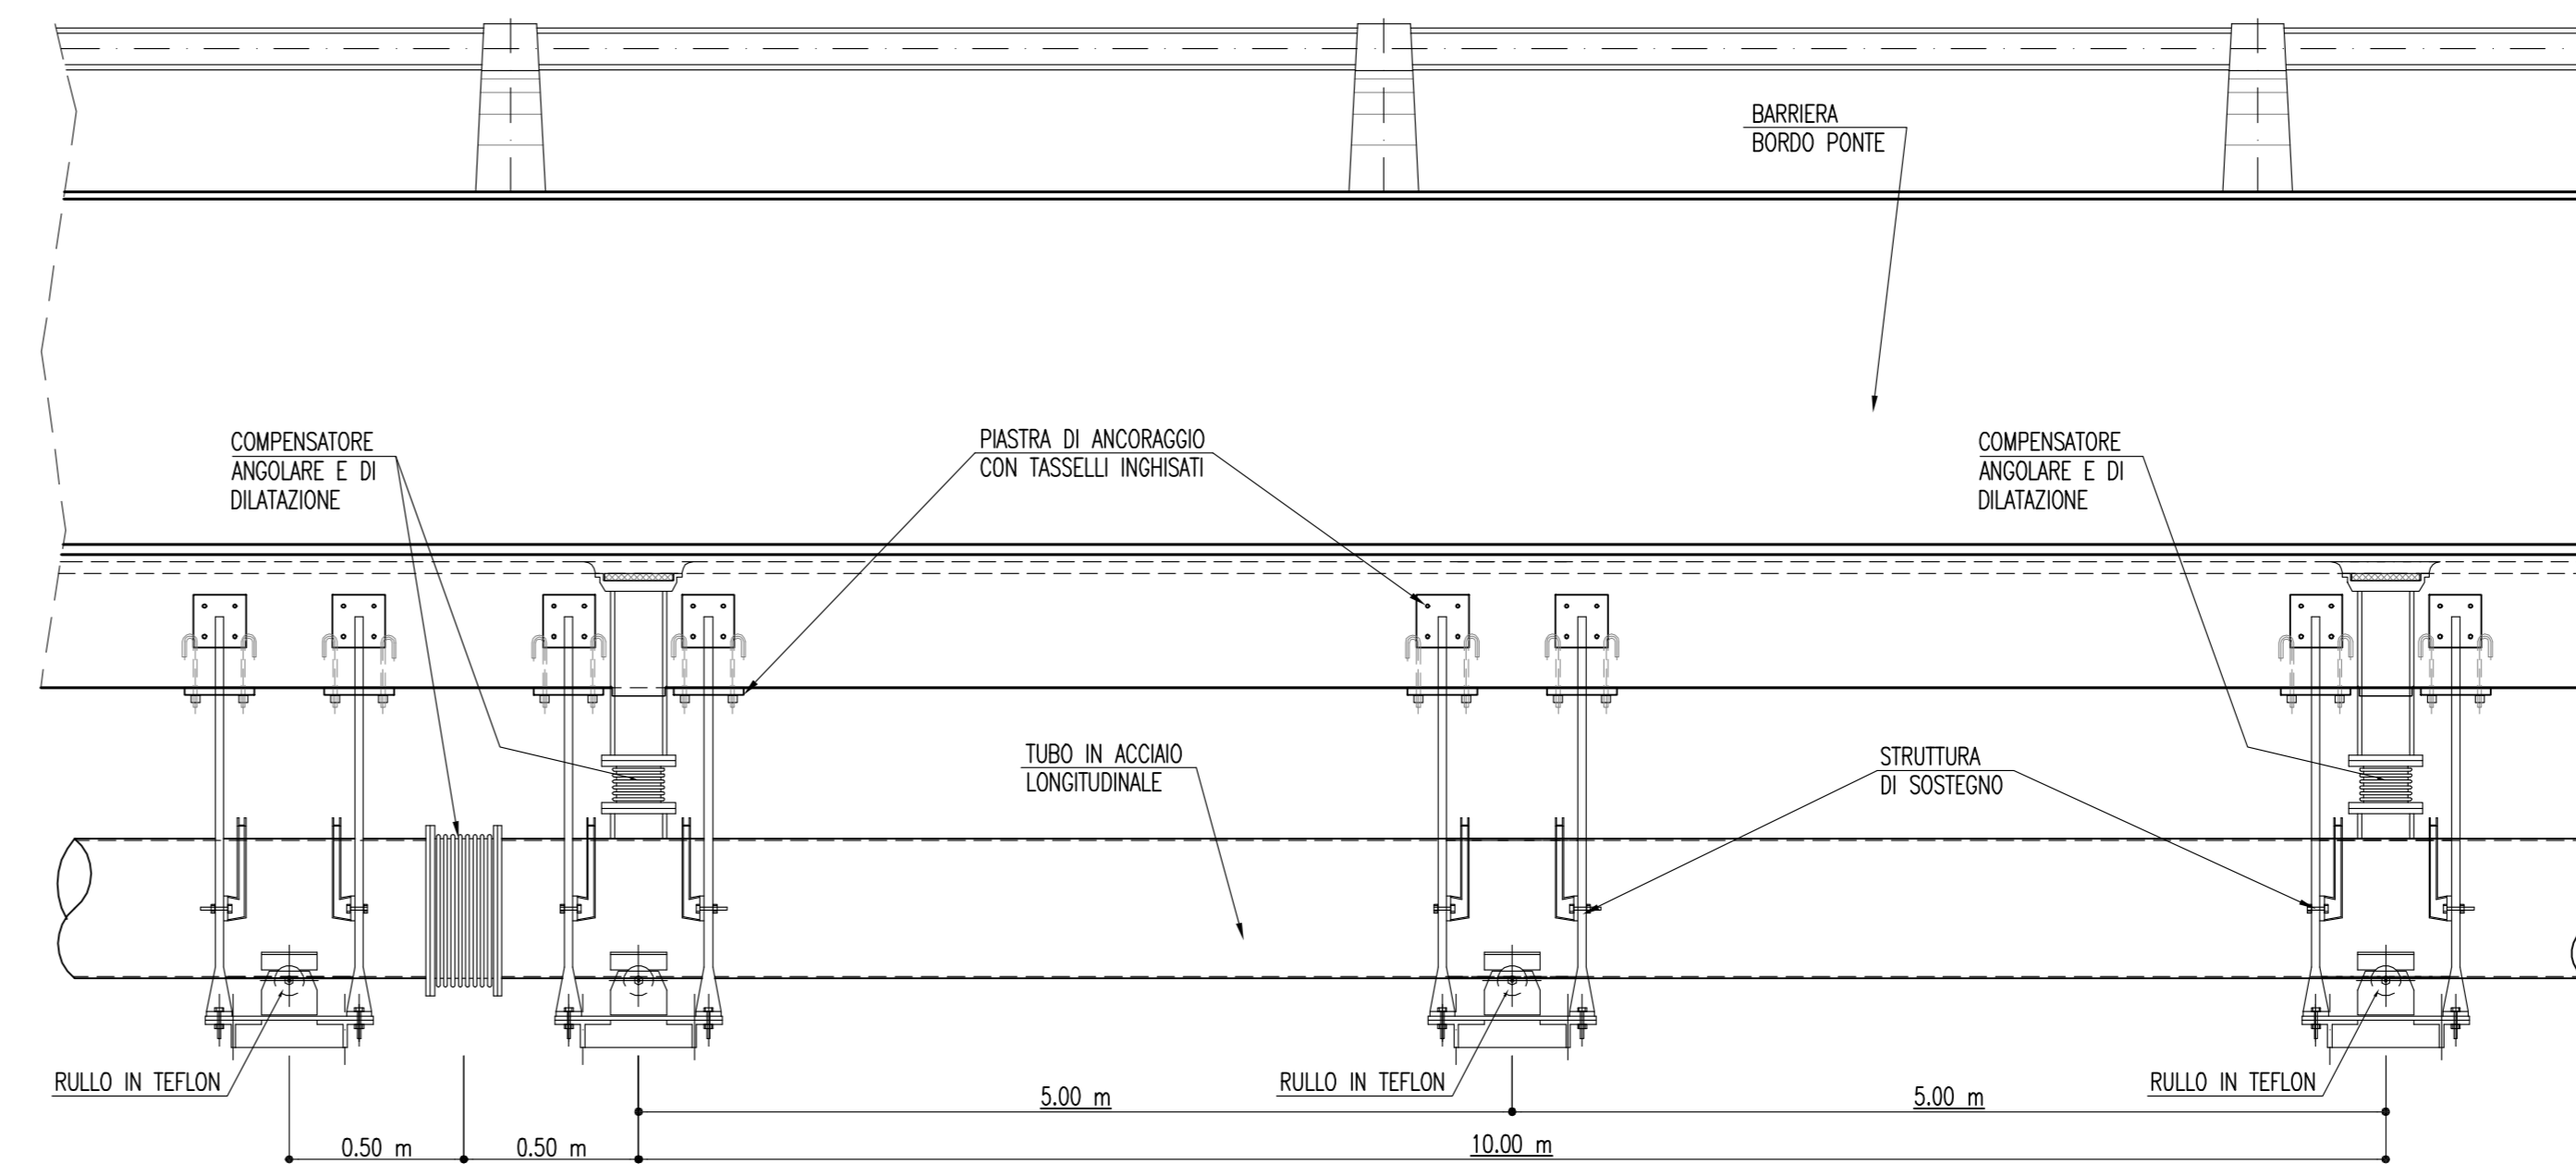 BARRIERA
BORDO PONTE
COMPENSATORE
ANGOLARE E DI
DILATAZIONE
PIASTRA DI ANCORAGGIO
CON TASSELLI INGHISATI
COMPENSATORE
ANGOLARE E DI
DILATAZIONE
TUBO IN ACCIAIO
LONGITUDINALE
STRUTTURA
DI SOSTEGNO
RULLO IN TEFLON
RULLO IN TEFLON
RULLO IN TEFLON
5.00 m
5.00 m
0.50 m
0.50 m
10.00 m